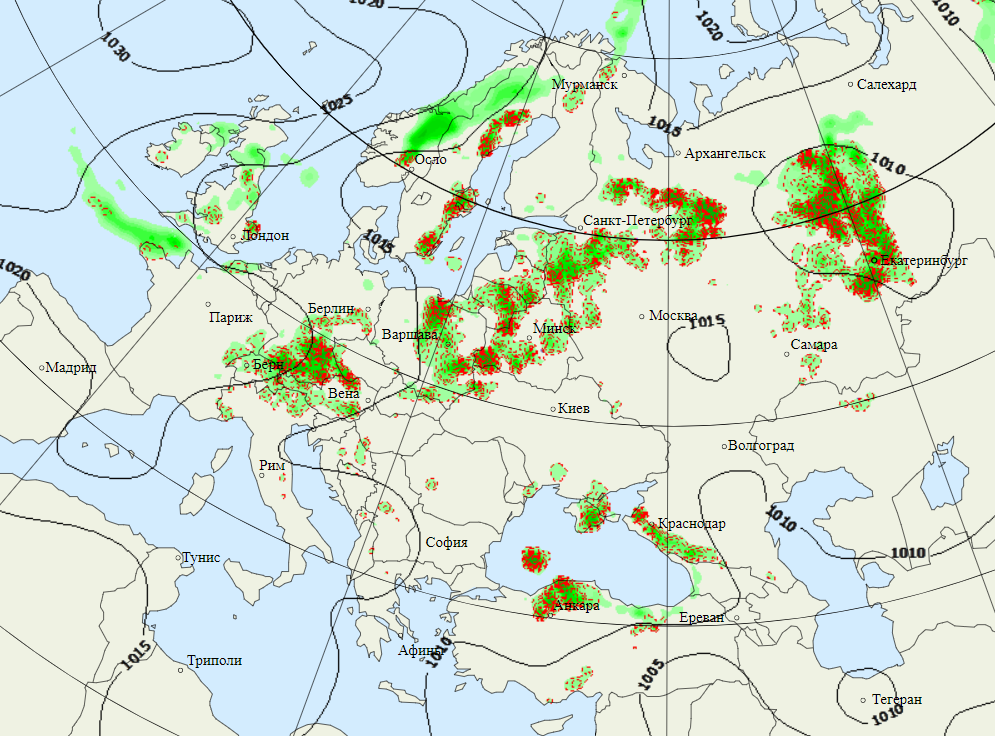 1020
1010
1020
1030
Мурманск
Салехард
1025
1015
Архангельск
Осло
1010
Санкт-Петербург
Лондон
1015
Екатеринбург
1020
Берлин
Париж
Москва
1015
Варшава
Минск
Самара
Мадрид
Берн
Вена
Киев
Волгоград
Рим
1010
Краснодар
София
1010
Тунис
Анкара
Ереван
Афины
1010
1015
Триполи
1005
Тегеран
1010